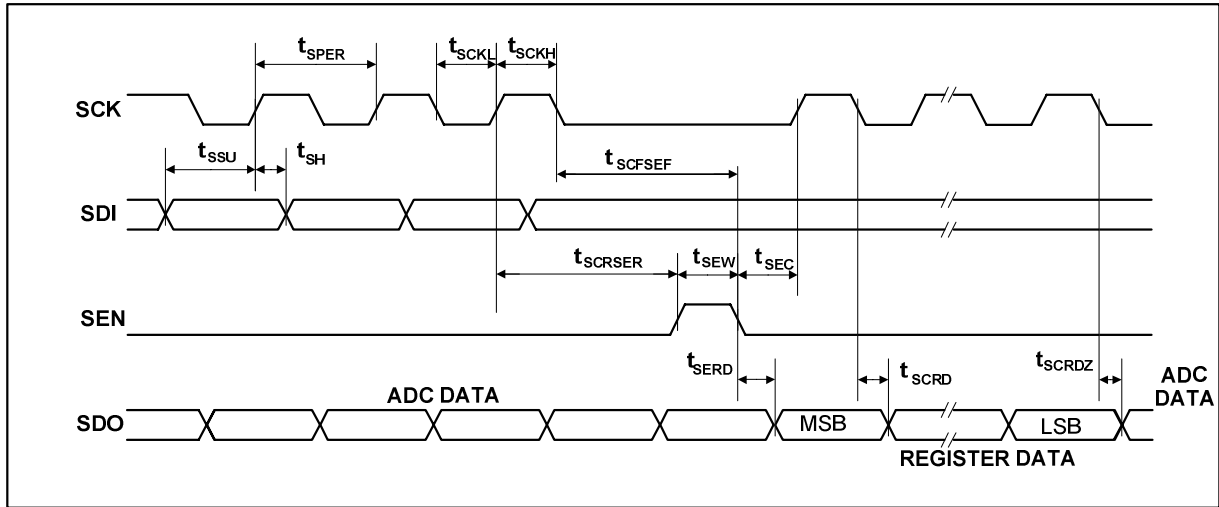 tSPER
tSCKL
tSCKH
SCK
tSSU
tSH
tSCFSEF
SDI
tSCRSER
tSEW
tSEC
SEN
tSERD
tSCRD
tSCRDZ
ADC
DATA
ADC DATA
SDO
MSB
LSB
REGISTER DATA